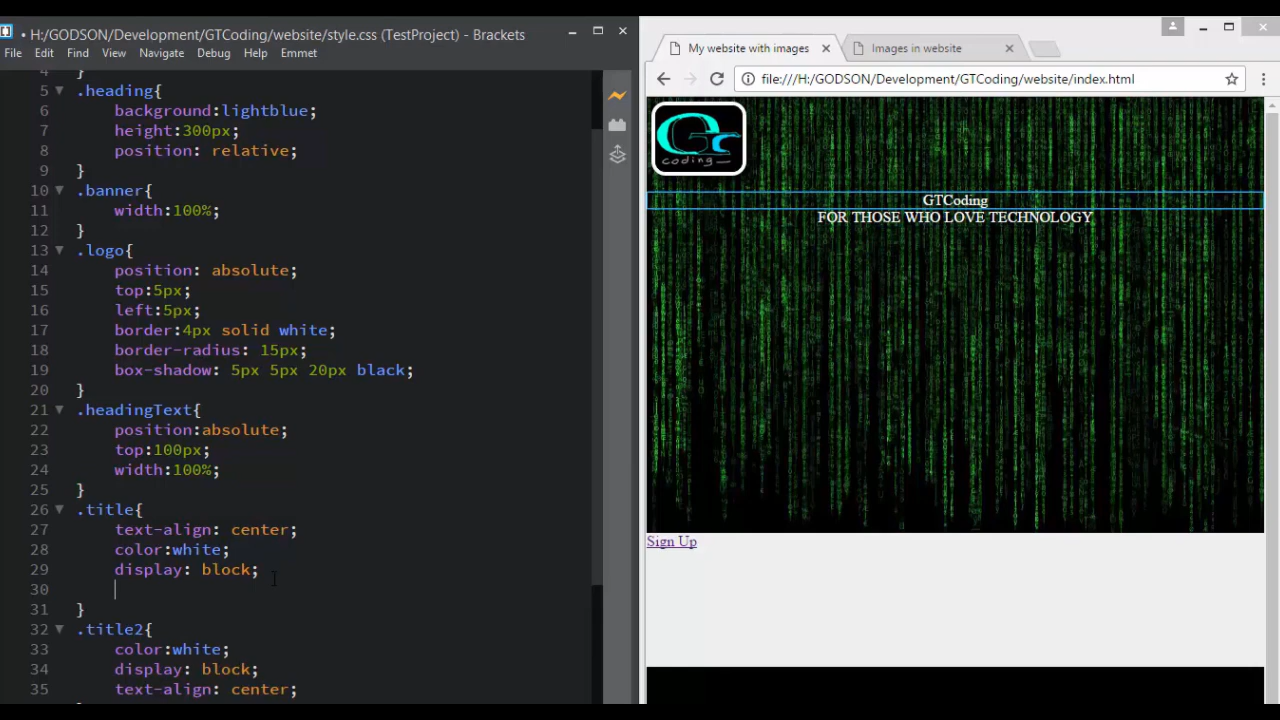 H:/GODSON/Development/GTCoding/website/style.css (TestProject) - Brackets
File Edit View Navigate Debug Help Emmet
4 }
5 .heading{
6 background:lightblue;
7 height:300px;
8 position: relative;
9 }
10 .banner{
11 width:100%;
12 }
13 .logo{
14 position: absolute;
15 top:5px;
16 left:5px;
17 border:4px solid white;
18 border-radius: 15px;
19 box-shadow: 5px 5px 20px black;
20 }
21 .headingText{
22 position:absolute;
23 top:100px;
24 width:100%;
25 }
26 .title{
27 text-align: center;
28 color:white;
29 display: block;
30
31 }
32 .title2{
33 color:white;
34 display: block;
35 text-align: center;
My website with images
Images in website
file:///H:/GODSON/Development/GTCoding/website/index.html
GT
coding_
GTCoding
FOR THOSE WHO LOVE TECHNOLOGY
Sign Up